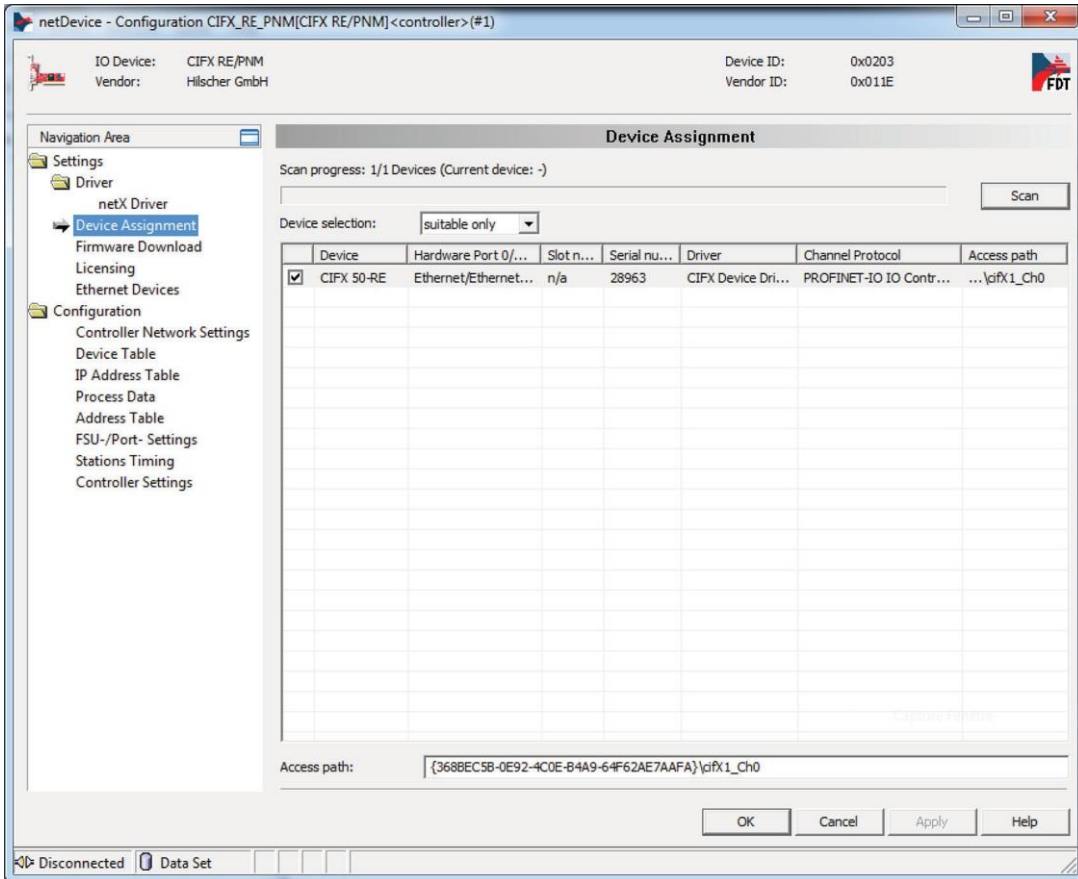 netDevice - Configuration CIFX_RE_PNM[CIFX RE/PNM]<controller>(#1)
IO Device: CIFX RE/PNM Device ID: 0x0203
Vendor: Hilscher GmbH Vendor ID: 0x011E
FDT
Navigation Area
Settings
Driver
netX Driver
Device Assignment
Firmware Download
Licensing
Ethernet Devices
Configuration
Controller Network Settings
Device Table
IP Address Table
Process Data
Address Table
FSU-/Port- Settings
Stations Timing
Controller Settings
Device Assignment
Scan progress: 1/1 Devices (Current device: -)
Scan
Device selection: suitable only
Device Hardware Port 0/... Slot n... Serial nu... Driver Channel Protocol Access path
CIFX 50-RE Ethernet/Ethernet... n/a 28963 CIFX Device Dri... PROFINET-IO IO Contr... ...\cifX1_Ch0
Capture Fenêtre
Access path: {368BEC5B-0E92-4C0E-B4A9-64F62AE7AAFA}\cifX1_Ch0
OK Cancel Apply Help
Disconnected Data Set